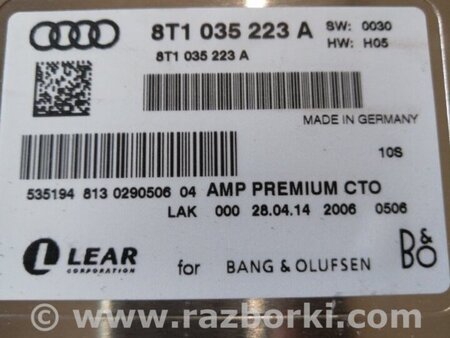 8T1 035 223 A SW: 0030
8T1 035 223 A HW: H05
MADE IN GERMANY
10S
535194 813 0290506 04 AMP PREMIUM CTO
LAK 000 28.04.14 2006 0506
LEAR CORPORATION for BANG & OLUFSEN B&O
© www.razborki.com